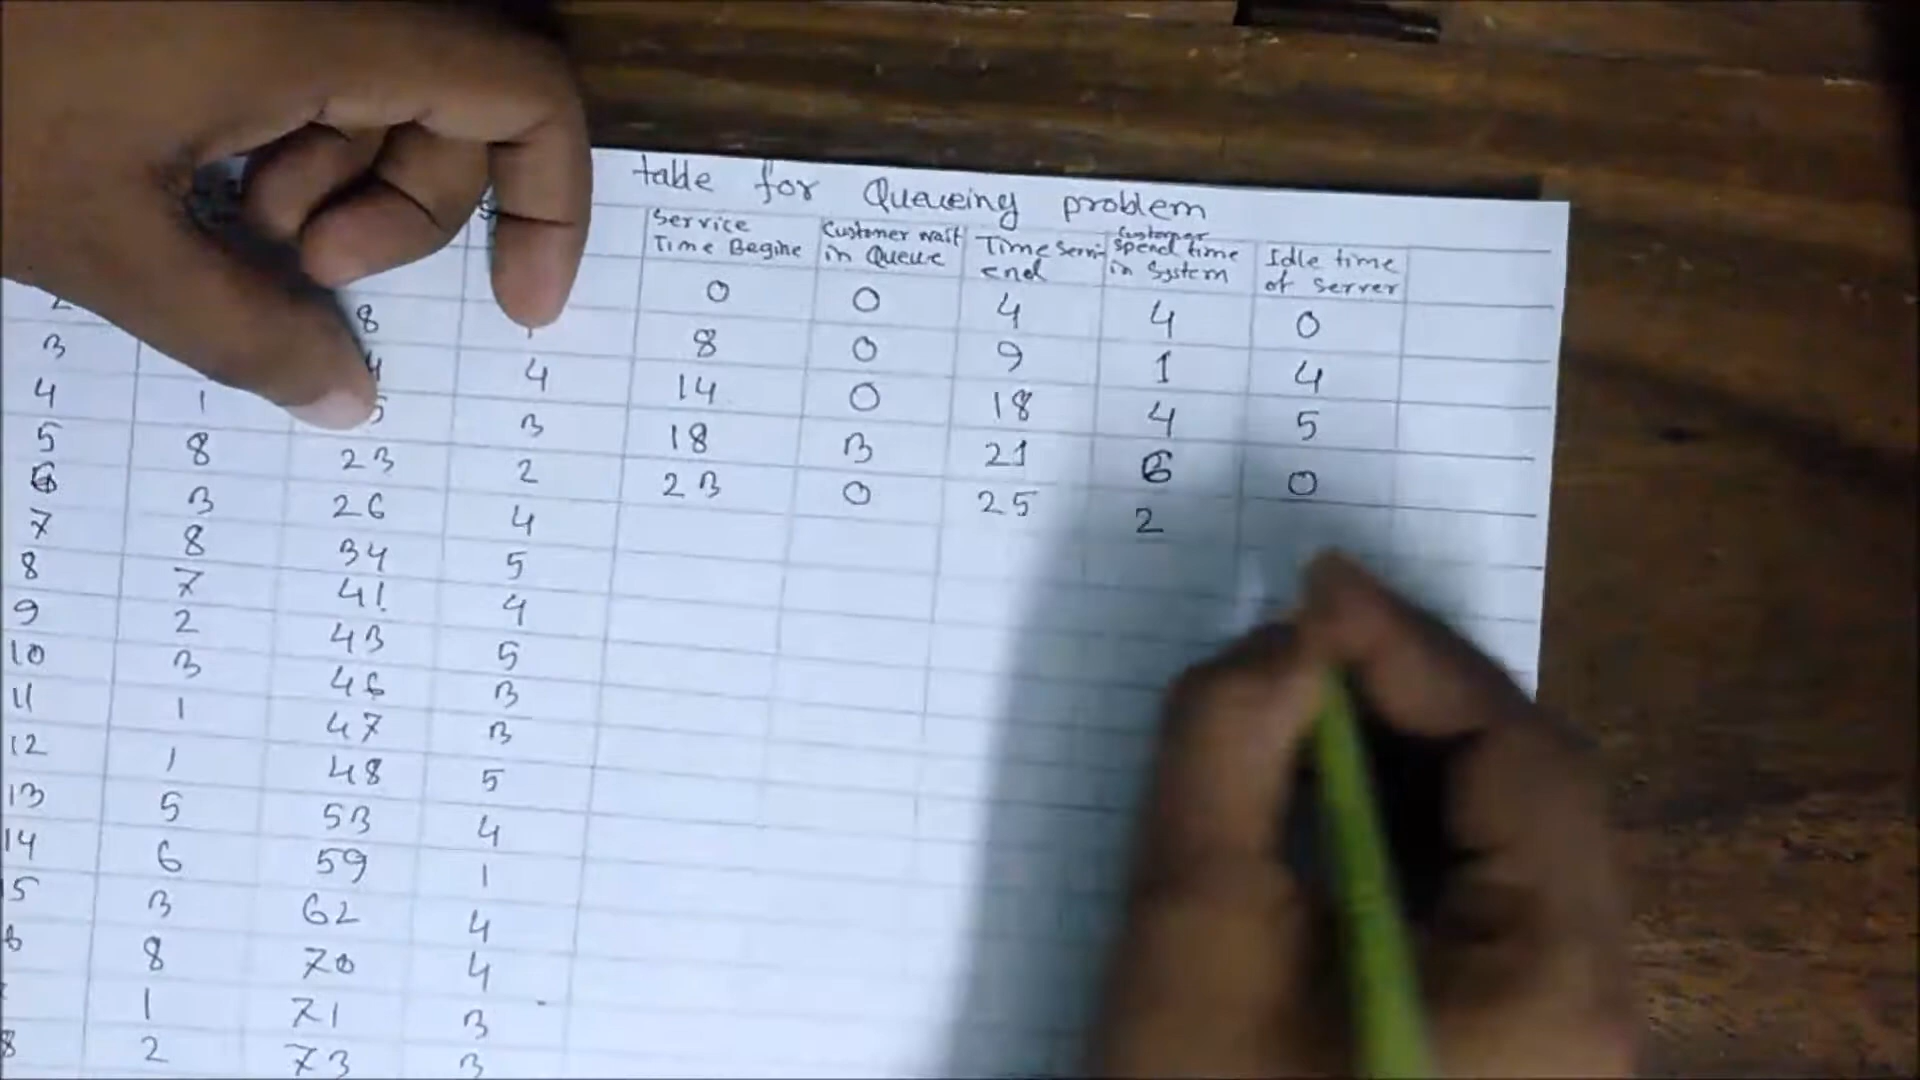 table for Queueing problem
Service Time Begine Customer wait in Queue Time Servi- end Customer spend time in System Idle time of Server
0 0 4 4 0
2 8 8 0 9 1 4
3 4 14 0 18 4 5
4 1 5 3 18 3 21 6 0
5 8 23 2 23 0 25 2
6 3 26 4
7 8 34 5
8 7 41 4
9 2 43 5
10 3 46 3
11 1 47 3
12 1 48 5
13 5 53 4
14 6 59 1
15 3 62 4
8 70 4
1 71 3
8 2 73 3